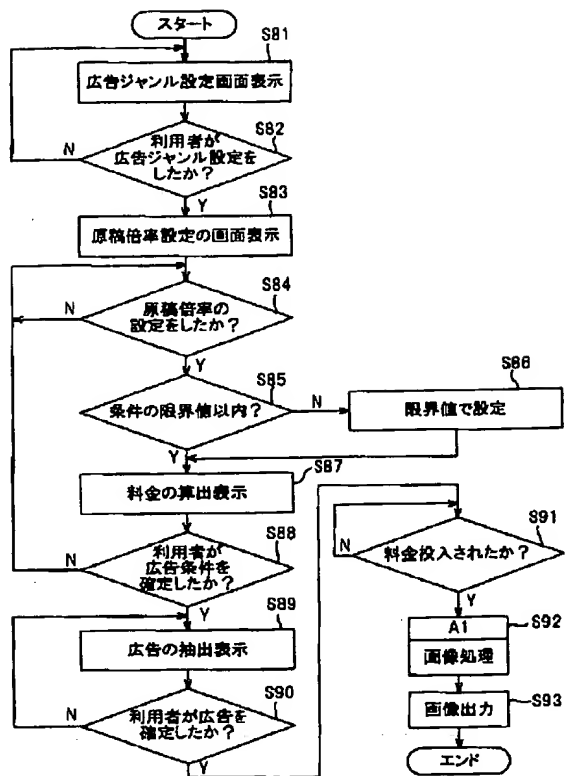 スタート
S81
広告ジャンル設定画面表示
S82
利用者が
広告ジャンル設定を
したか?
N
Y
S83
原稿倍率設定の画面表示
S84
原稿倍率の
設定をしたか?
N
Y
S85
条件の限界値以内?
N
Y
S86
限界値で設定
S87
料金の算出表示
S88
利用者が
広告条件を
確定したか?
N
Y
S89
広告の抽出表示
S90
利用者が広告を
確定したか?
N
Y
S91
料金投入されたか?
N
Y
A1
S92
画像処理
S93
画像出力
エンド